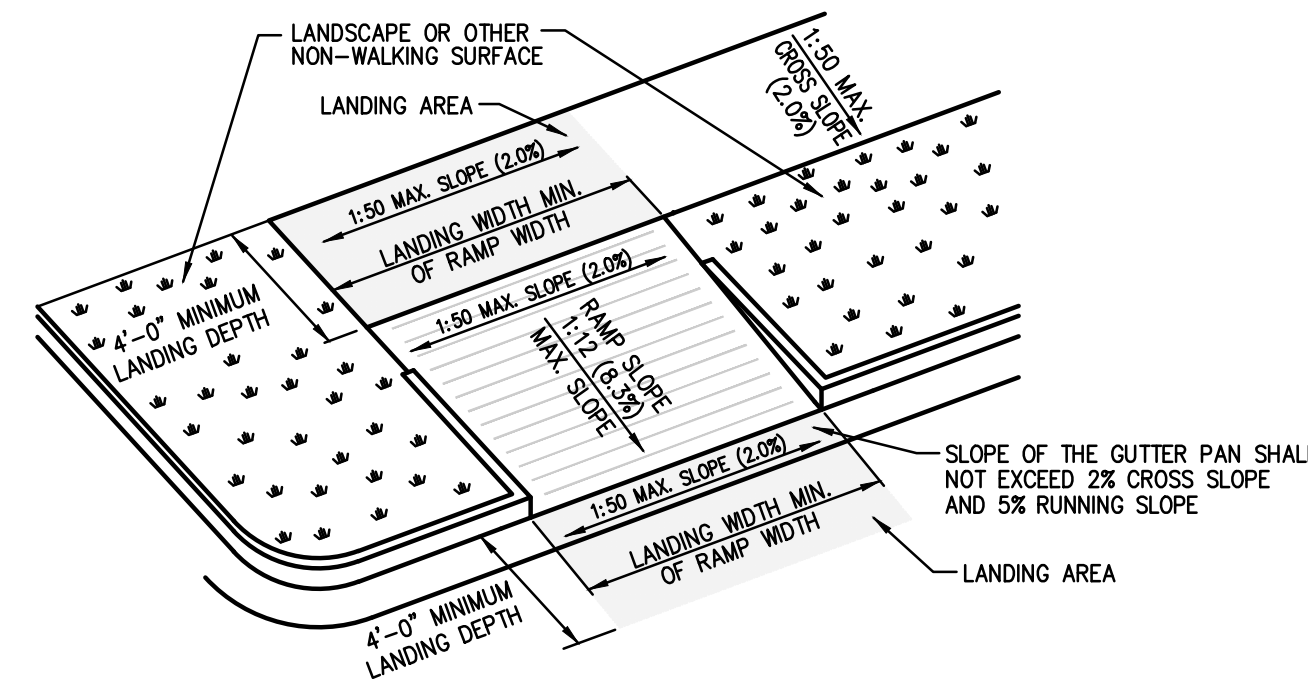 LANDSCAPE OR OTHER
NON-WALKING SURFACE
LANDING AREA
1:50 MAX.
CROSS SLOPE
(2.0%)
1:50 MAX. SLOPE (2.0%)
LANDING WIDTH MIN.
OF RAMP WIDTH
4'-0" MINIMUM
LANDING DEPTH
1:50 MAX. SLOPE (2.0%)
RAMP SLOPE
1:12 (8.3%)
MAX. SLOPE
1:50 MAX. SLOPE (2.0%)
SLOPE OF THE GUTTER PAN SHALL
NOT EXCEED 2% CROSS SLOPE
AND 5% RUNNING SLOPE
LANDING WIDTH MIN.
OF RAMP WIDTH
LANDING AREA
4'-0" MINIMUM
LANDING DEPTH